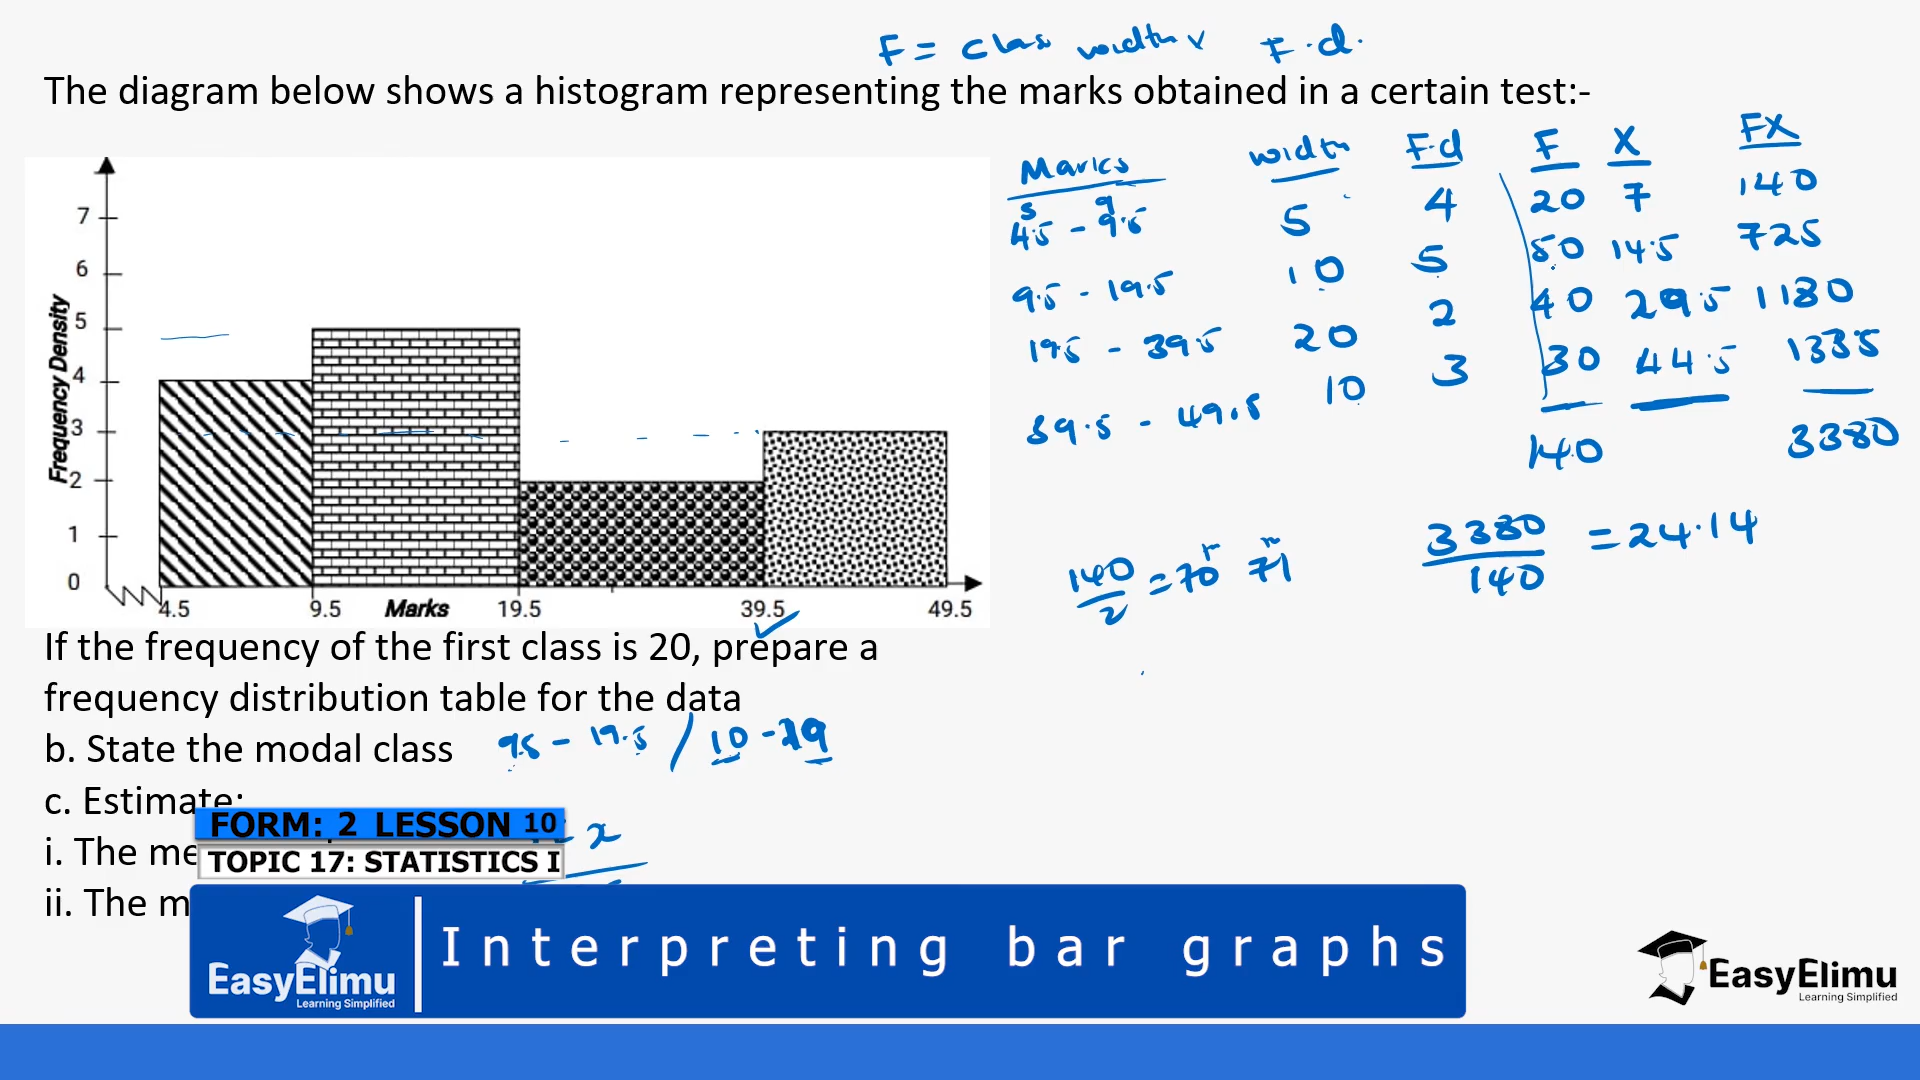 F = Class width x F.d.
The diagram below shows a histogram representing the marks obtained in a certain test:-
Marks width F.d F X FX
5 9
4.5 - 9.5 5 4 20 7 140
9.5 - 19.5 10 5 50 14.5 725
19.5 - 39.5 20 2 40 29.5 1180
39.5 - 49.5 10 3 30 44.5 1335
140 3380
140/2 = 70 71
3380/140 = 24.14
Frequency Density
7
6
5
4
3
2
1
0
4.5 9.5 Marks 19.5 39.5 49.5
If the frequency of the first class is 20, prepare a
frequency distribution table for the data
b. State the modal class 9.5 - 19.5 / 10 - 19
c. Estimate:
i. The me
x
ii. The m
FORM: 2 LESSON 10
TOPIC 17: STATISTICS I
EasyElimu
Learning Simplified
Interpreting bar graphs
EasyElimu
Learning Simplified